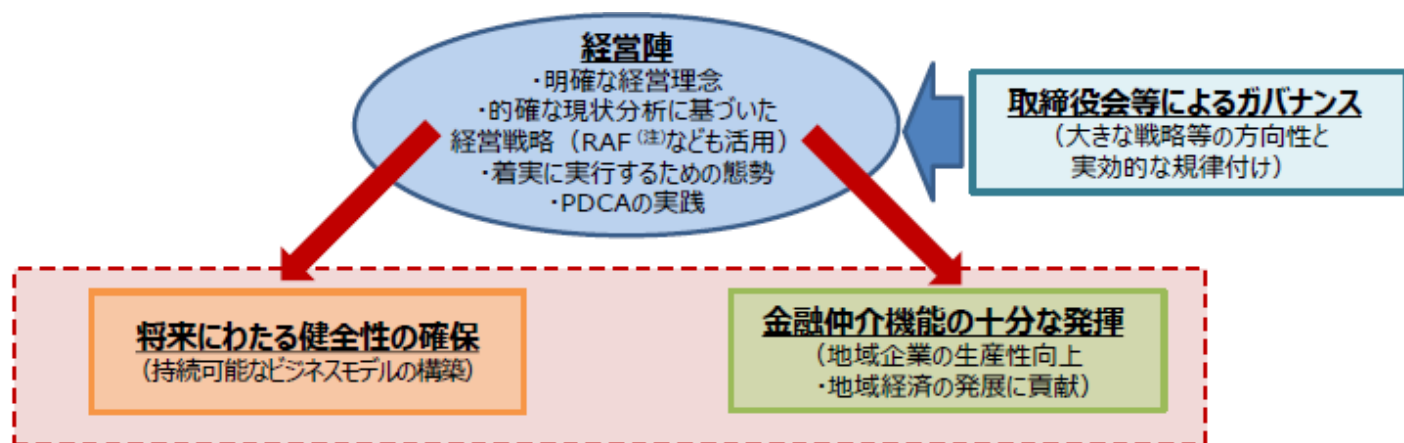 経営陣
・明確な経営理念
・的確な現状分析に基づいた
経営戦略（RAF（注）なども活用）
・着実に実行するための態勢
・PDCAの実践
取締役会等によるガバナンス
（大きな戦略等の方向性と
実効的な規律付け）
将来にわたる健全性の確保
（持続可能なビジネスモデルの構築）
金融仲介機能の十分な発揮
（地域企業の生産性向上
・地域経済の発展に貢献）